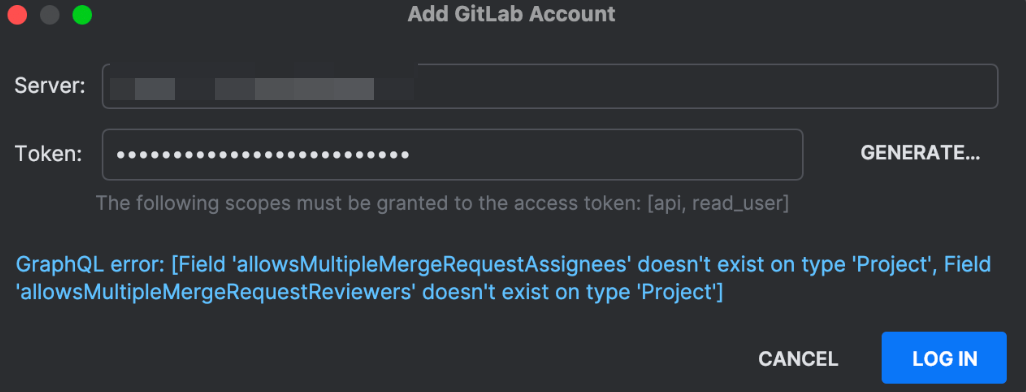 Add GitLab Account
Server:
Token: ••••••••••••••••••••••••••
GENERATE...
The following scopes must be granted to the access token: [api, read_user]
GraphQL error: [Field 'allowsMultipleMergeRequestAssignees' doesn't exist on type 'Project', Field
'allowsMultipleMergeRequestReviewers' doesn't exist on type 'Project']
CANCEL
LOG IN